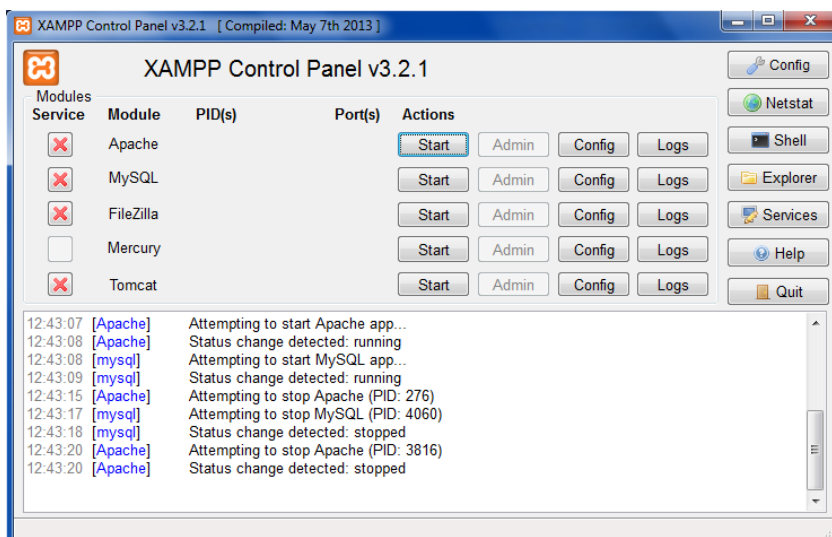 XAMPP Control Panel v3.2.1 [ Compiled: May 7th 2013 ]
XAMPP Control Panel v3.2.1
Config
Modules
Netstat
Service Module PID(s) Port(s) Actions
Apache Start Admin Config Logs
Shell
MySQL Start Admin Config Logs
Explorer
FileZilla Start Admin Config Logs
Services
Mercury Start Admin Config Logs
Help
Tomcat Start Admin Config Logs
Quit
12:43:07 [Apache] Attempting to start Apache app...
12:43:08 [Apache] Status change detected: running
12:43:08 [mysql] Attempting to start MySQL app...
12:43:09 [mysql] Status change detected: running
12:43:15 [Apache] Attempting to stop Apache (PID: 276)
12:43:17 [mysql] Attempting to stop MySQL (PID: 4060)
12:43:18 [mysql] Status change detected: stopped
12:43:20 [Apache] Attempting to stop Apache (PID: 3816)
12:43:20 [Apache] Status change detected: stopped